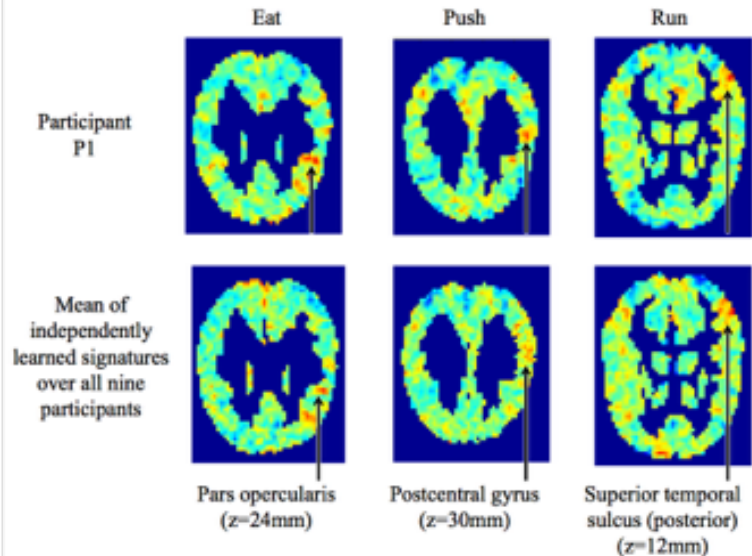 Eat
Push
Run
Participant
P1
Mean of
independently
learned signatures
over all nine
participants
Pars opercularis
(z=24mm)
Postcentral gyrus
(z=30mm)
Superior temporal
sulcus (posterior)
(z=12mm)